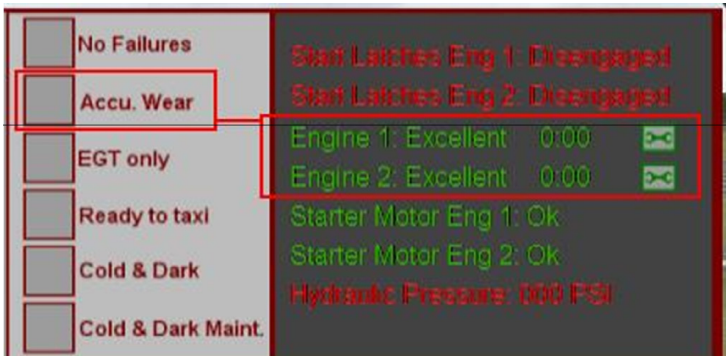 No Failures
Accu. Wear
EGT only
Ready to taxi
Cold & Dark
Cold & Dark Maint.
Start Latches Eng 1: Disengaged
Start Latches Eng 2: Disengaged
Engine 1: Excellent 0:00
Engine 2: Excellent 0:00
Starter Motor Eng 1: Ok
Starter Motor Eng 2: Ok
Hydraulic Pressure: 000 PSI